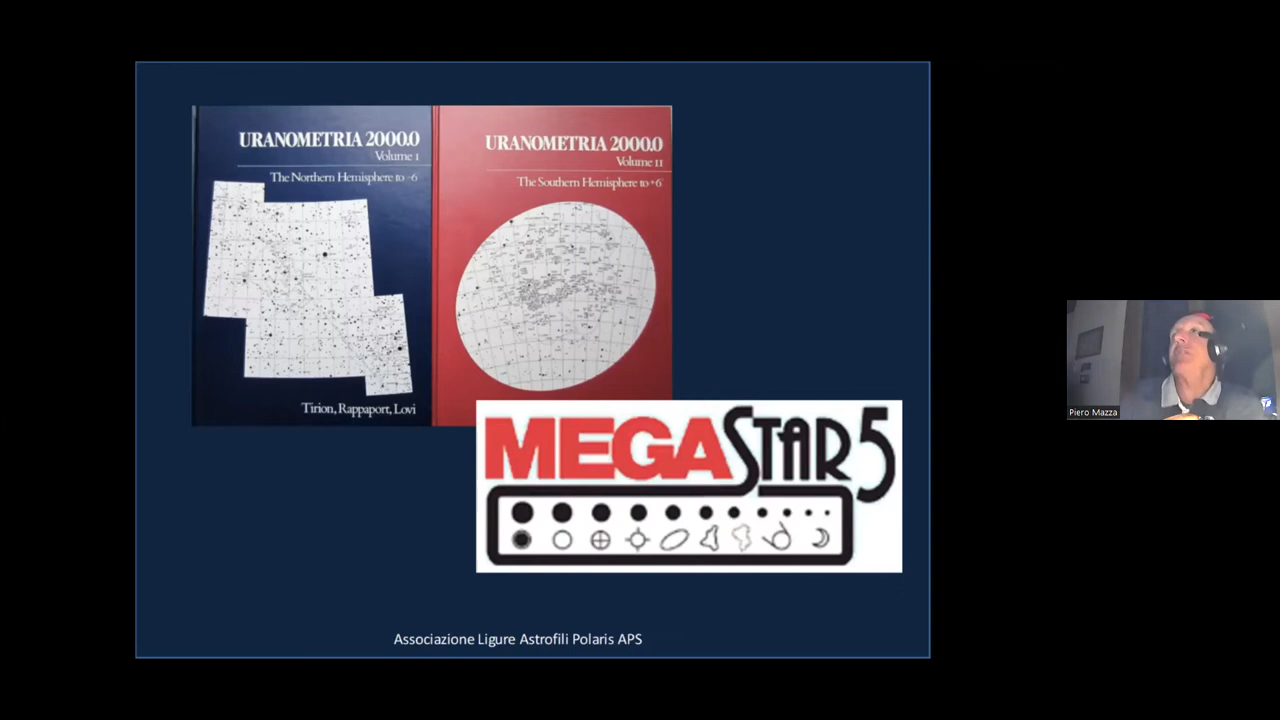 URANOMETRIA 2000.0
Volume I
The Northern Hemisphere to -6°
Tirion, Rappaport, Lovi
URANOMETRIA 2000.0
Volume II
The Southern Hemisphere to +6°
MEGASTAR5
Associazione Ligure Astrofili Polaris APS
Piero Mazza